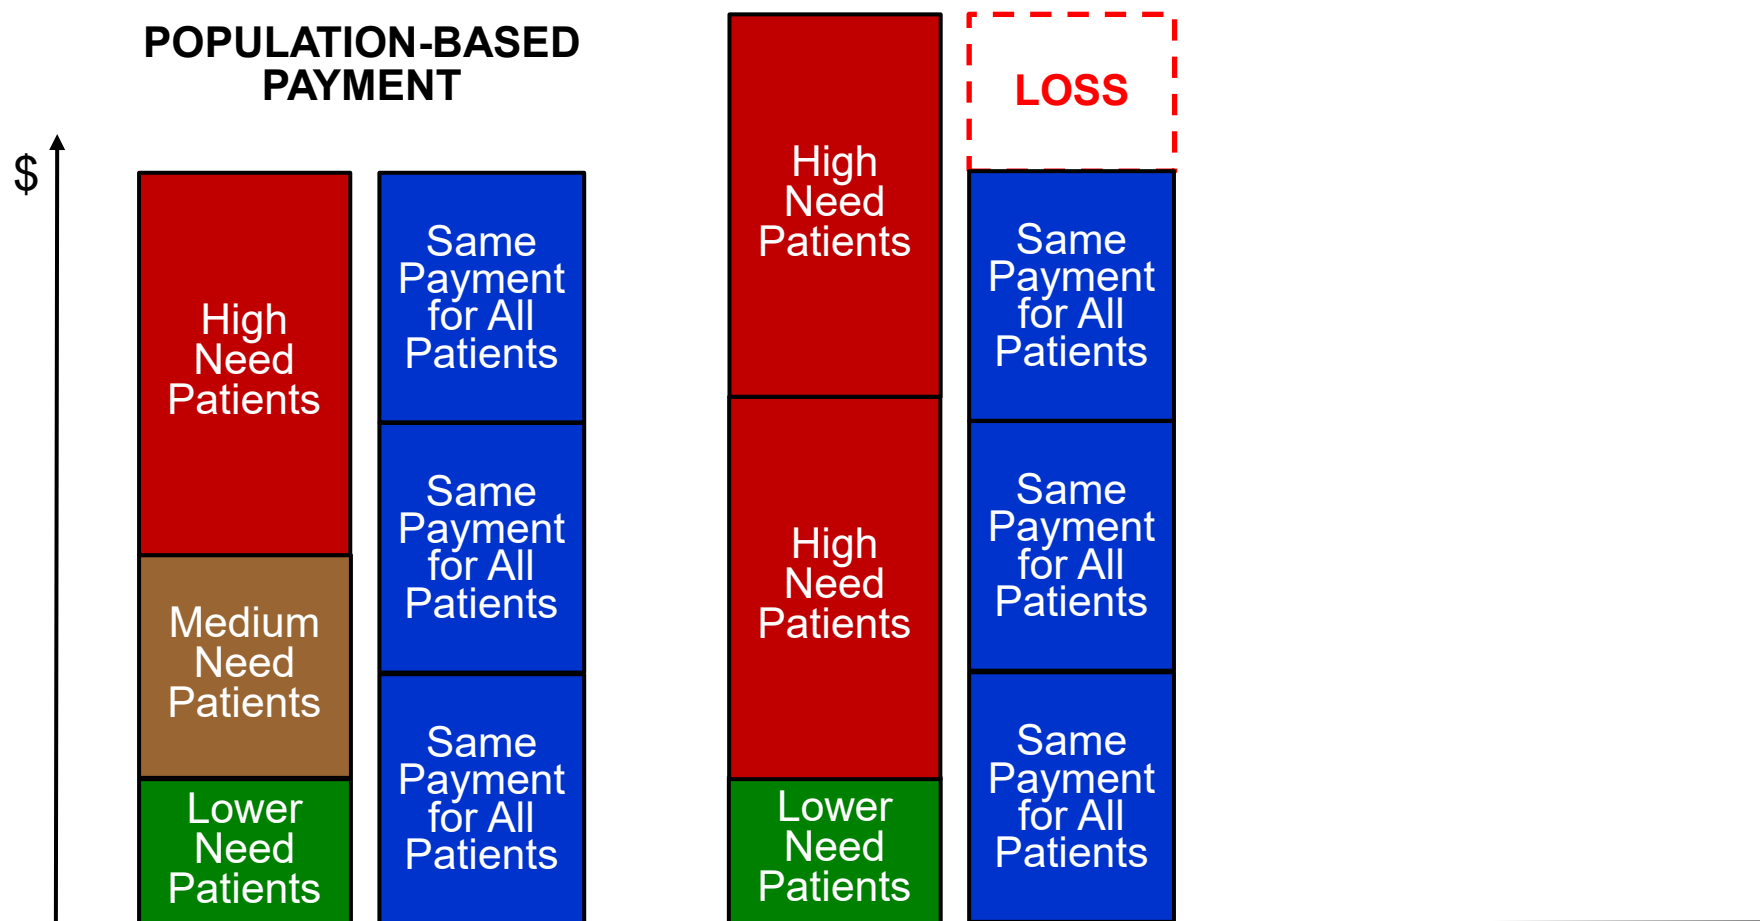 POPULATION-BASED
PAYMENT
$
High
Need
Patients
Medium
Need
Patients
Lower
Need
Patients
Same
Payment
for All
Patients
Same
Payment
for All
Patients
Same
Payment
for All
Patients
High
Need
Patients
High
Need
Patients
Lower
Need
Patients
LOSS
Same
Payment
for All
Patients
Same
Payment
for All
Patients
Same
Payment
for All
Patients